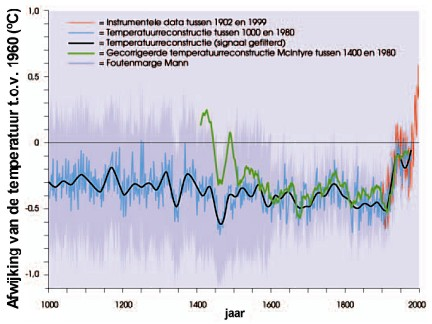 = Instrumentele data tussen 1902 en 1999
= Temperatuurreconstructie tussen 1000 en 1980
= Temperatuurreconstructie (signaal gefilterd)
= Gecorrigeerde temperatuurreconstructie McIntyre tussen 1400 en 1980
= Foutenmarge Mann
Afwijking van de temperatuur t.o.v. 1960 (ºC)
1,0
0,5
0
-0.5
-1,0
1000
1200
1400
1600
1800
2000
jaar